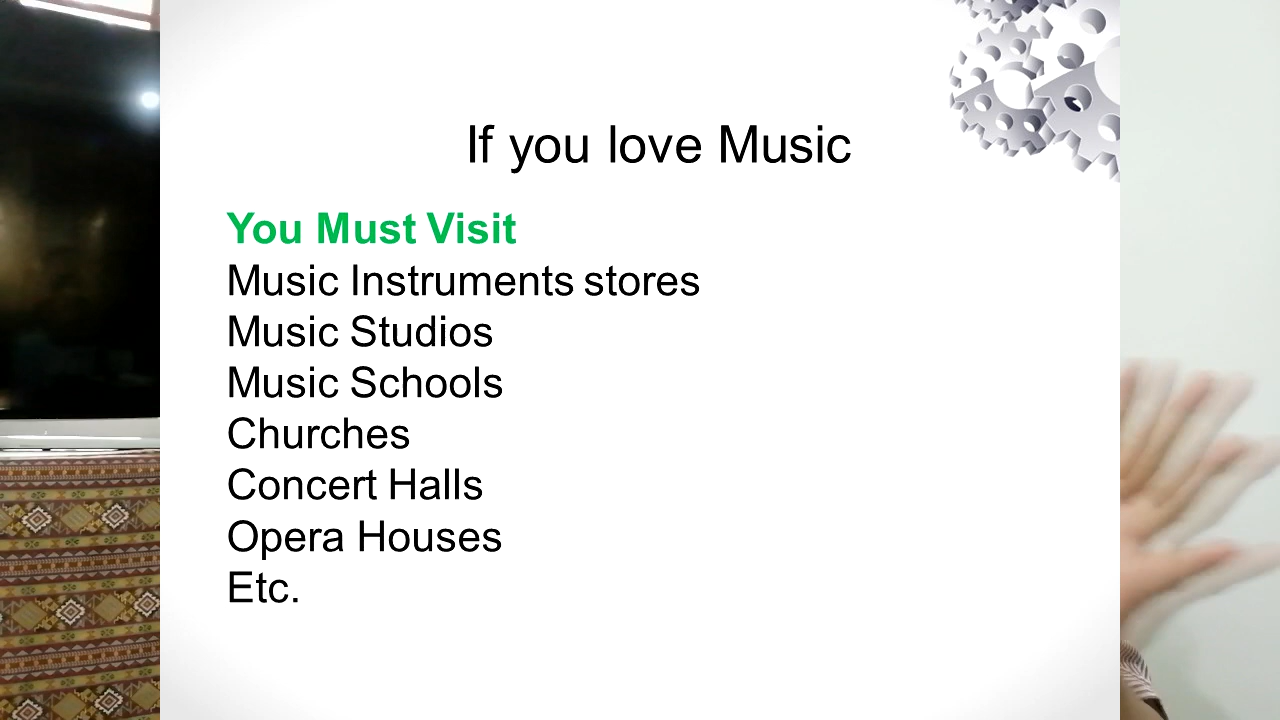 If you love Music
You Must Visit
Music Instruments stores
Music Studios
Music Schools
Churches
Concert Halls
Opera Houses
Etc.